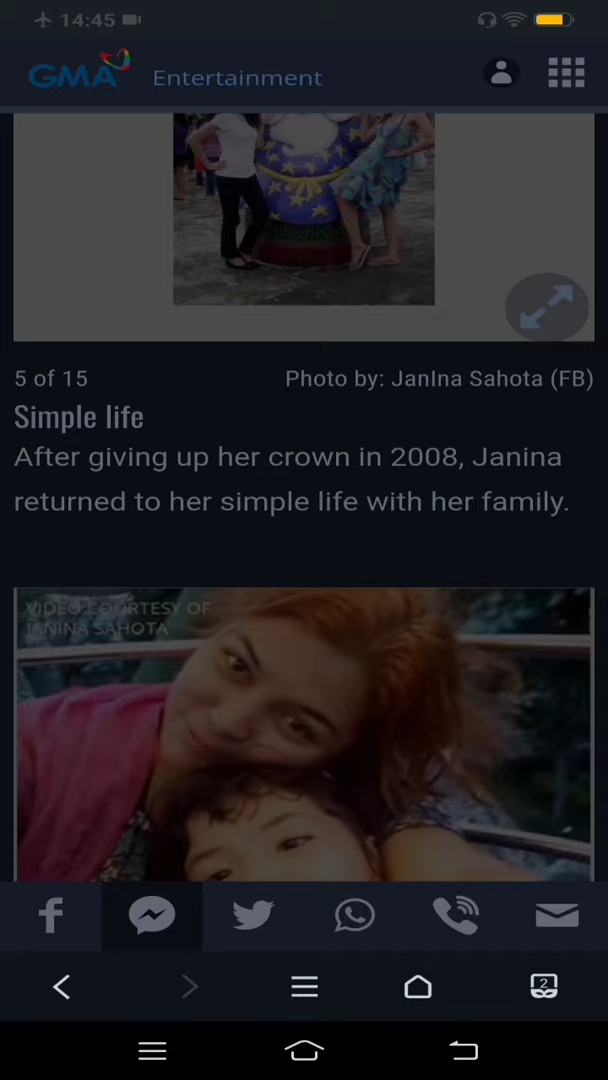 14:45
GMA Entertainment
5 of 15 Photo by: JanIna Sahota (FB)
Simple life
After giving up her crown in 2008, Janina
returned to her simple life with her family.
VIDEO COURTESY OF
JANINA SAHOTA
2